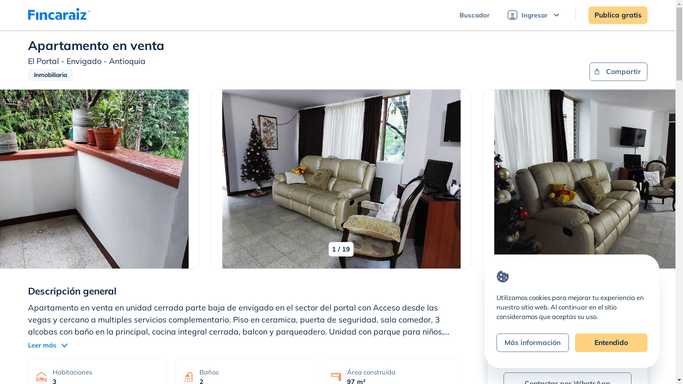 Fincaraiz
Buscador
Ingresar
Publica gratis
Apartamento en venta
El Portal - Envigado - Antioquia
Inmobiliaria
Compartir
1 / 19
Descripción general
Apartamento en venta en unidad cerrada parte baja de envigado en el sector del portal con Acceso desde las
vegas y cercano a multiples servicios complementario. Piso en ceramica, puerta de seguridad, sala comedor, 3
alcobas con baño en la principal, cocina integral cerrada, balcon y parqueadero. Unidad con parque para niños,...
Leer más
Habitaciones
3
Baños
2
Área construida
97 m²
Utilizamos cookies para mejorar tu experiencia en
nuestro sitio web. Al continuar en el sitio
consideramos que aceptas su uso.
Más información
Entendido
Contactar por WhatsApp